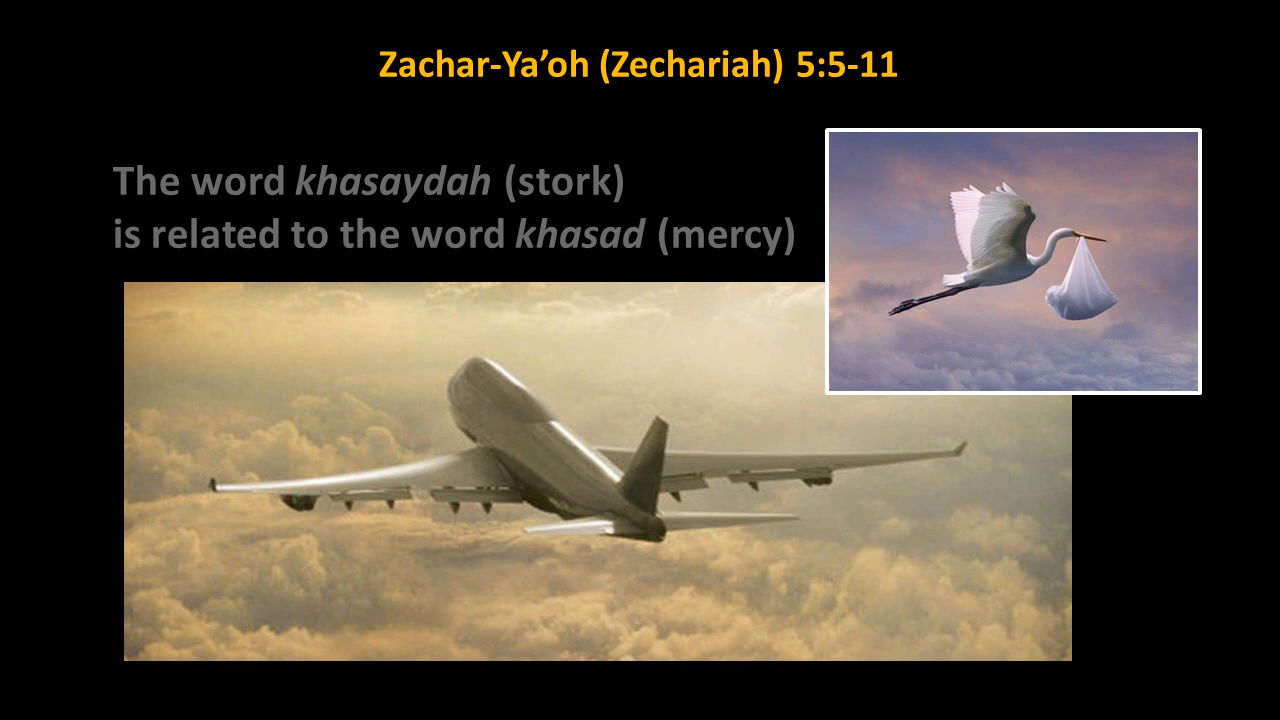 Zachar-Ya’oh (Zechariah) 5:5-11
The word khasaydah (stork)
is related to the word khasad (mercy)